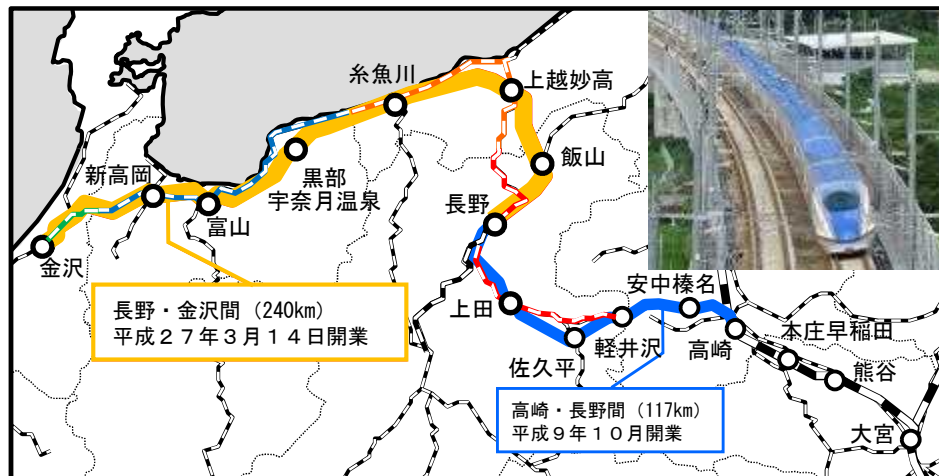 糸魚川
上越妙高
飯山
新高岡
黒部
宇奈月温泉
富山
長野
金沢
長野・金沢間 (240km)
平成２７年３月１４日開業
上田
安中榛名
本庄早稲田
佐久平
軽井沢
高崎
熊谷
高崎・長野間 (117km)
平成９年１０月開業
大宮